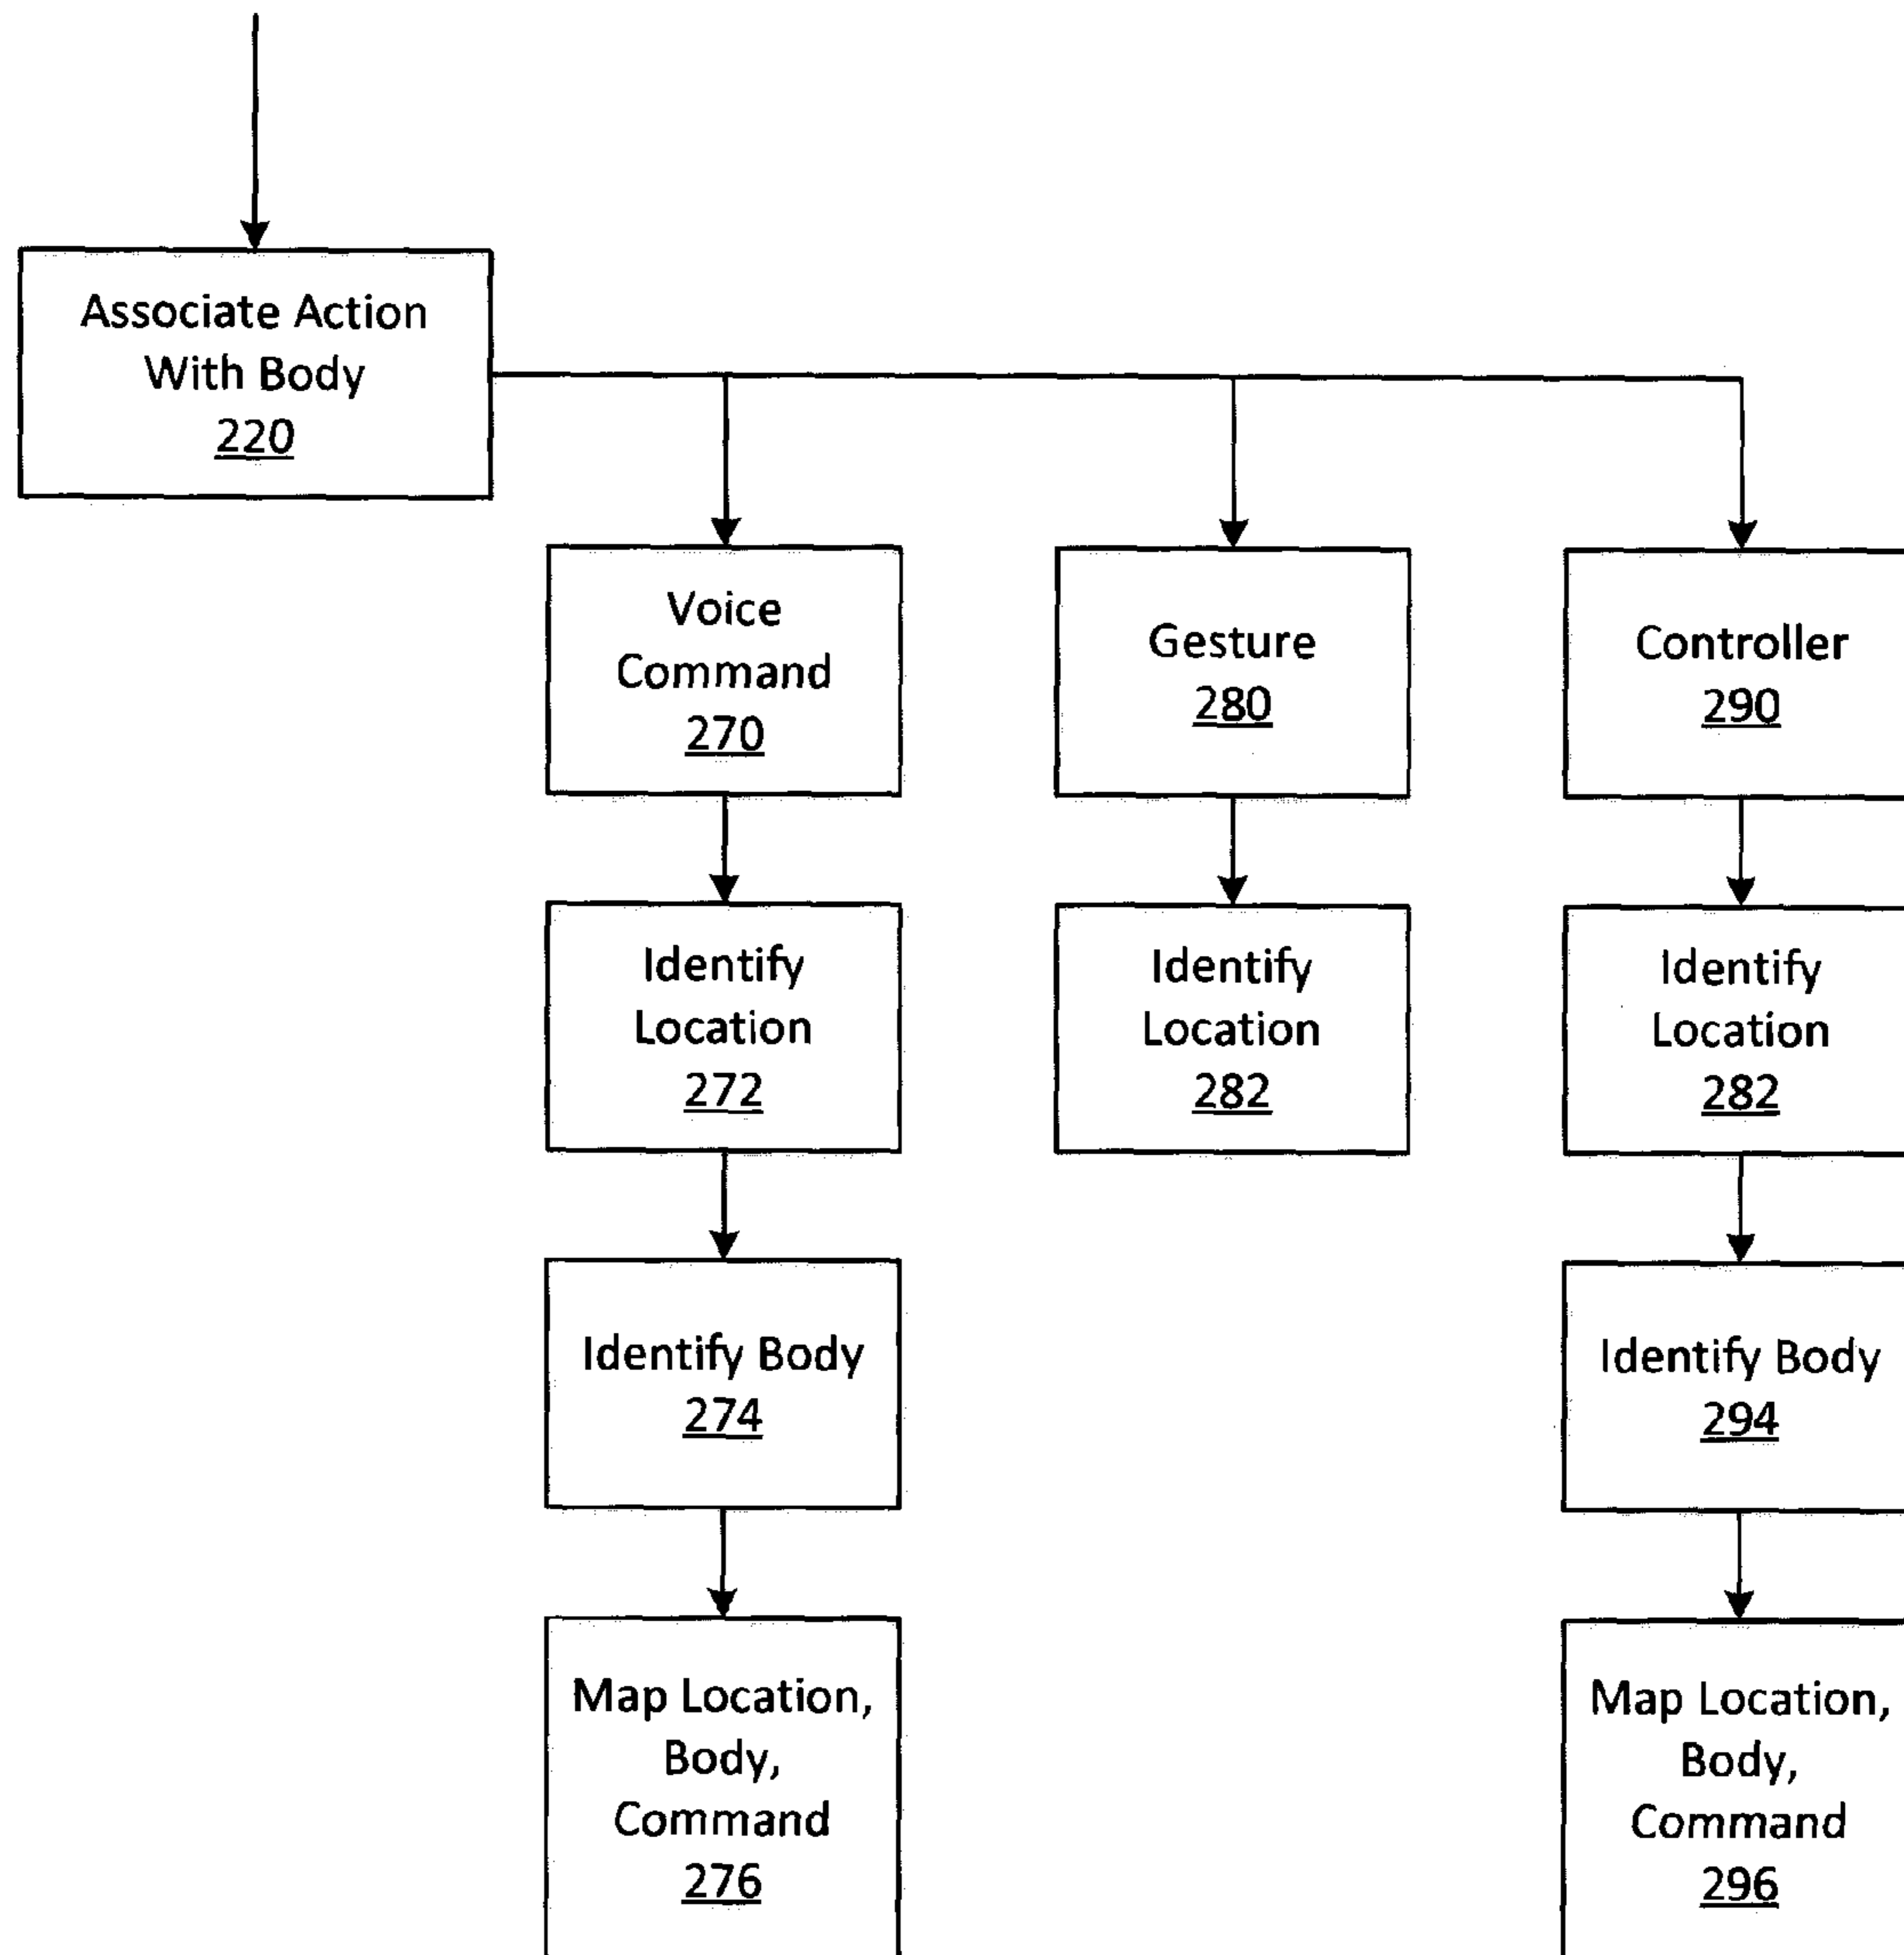 Associate Action
With Body
220
Voice
Command
270
Gesture
280
Controller
290
Identify
Location
272
Identify
Location
282
Identify
Location
282
Identify Body
274
Identify Body
294
Map Location,
Body,
Command
276
Map Location,
Body,
Command
296